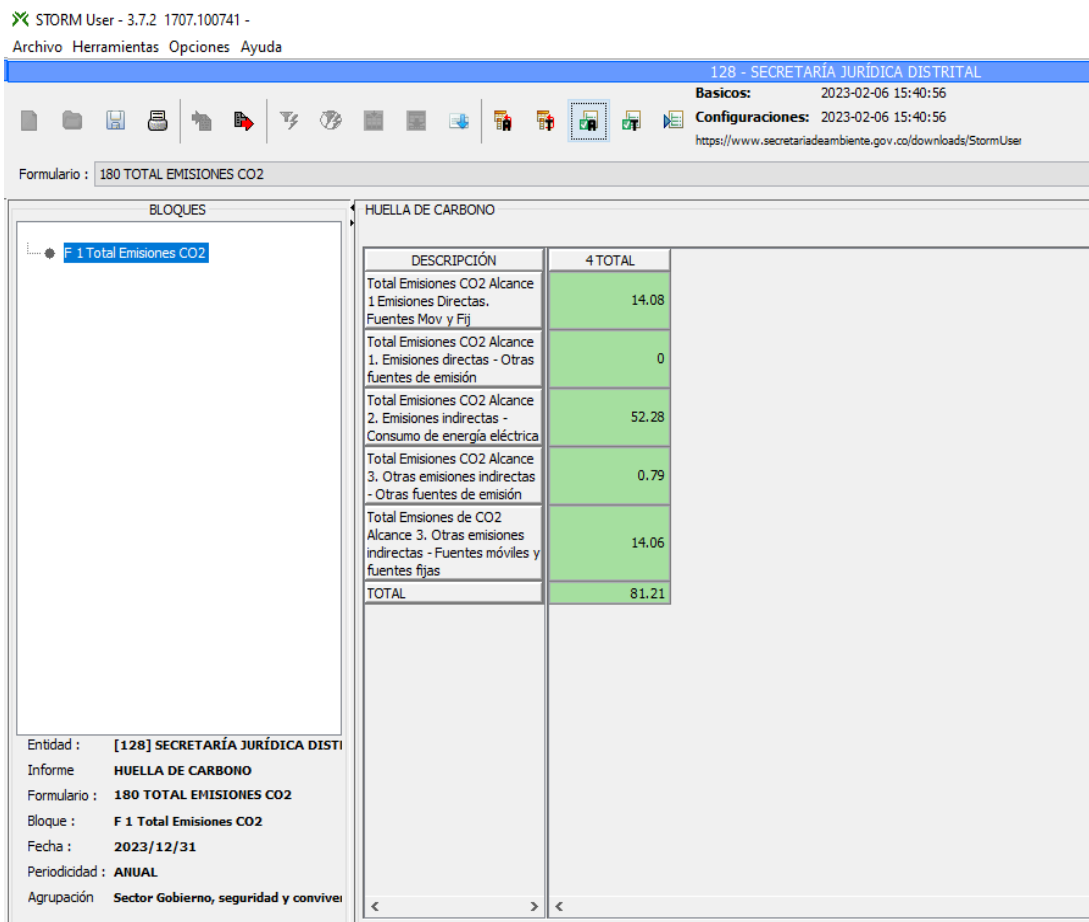 STORM User - 3.7.2 1707.100741 -
Archivo Herramientas Opciones Ayuda
128 - SECRETARÍA JURÍDICA DISTRITAL
Basicos: 2023-02-06 15:40:56
Configuraciones: 2023-02-06 15:40:56
https://www.secretariadeambiente.gov.co/downloads/StormUser
Formulario : 180 TOTAL EMISIONES CO2
BLOQUES
F 1 Total Emisiones CO2
HUELLA DE CARBONO
DESCRIPCIÓN 4 TOTAL
Total Emisiones CO2 Alcance
1 Emisiones Directas. 14.08
Fuentes Mov y Fij
Total Emisiones CO2 Alcance
1. Emisiones directas - Otras 0
fuentes de emisión
Total Emisiones CO2 Alcance
2. Emisiones indirectas - 52.28
Consumo de energía eléctrica
Total Emisiones CO2 Alcance
3. Otras emisiones indirectas 0.79
- Otras fuentes de emisión
Total Emsiones de CO2
Alcance 3. Otras emisiones
indirectas - Fuentes móviles y 14.06
fuentes fijas
TOTAL 81.21
Entidad : [128] SECRETARÍA JURÍDICA DISTI
Informe HUELLA DE CARBONO
Formulario : 180 TOTAL EMISIONES CO2
Bloque : F 1 Total Emisiones CO2
Fecha : 2023/12/31
Periodicidad : ANUAL
Agrupación Sector Gobierno, seguridad y conviver